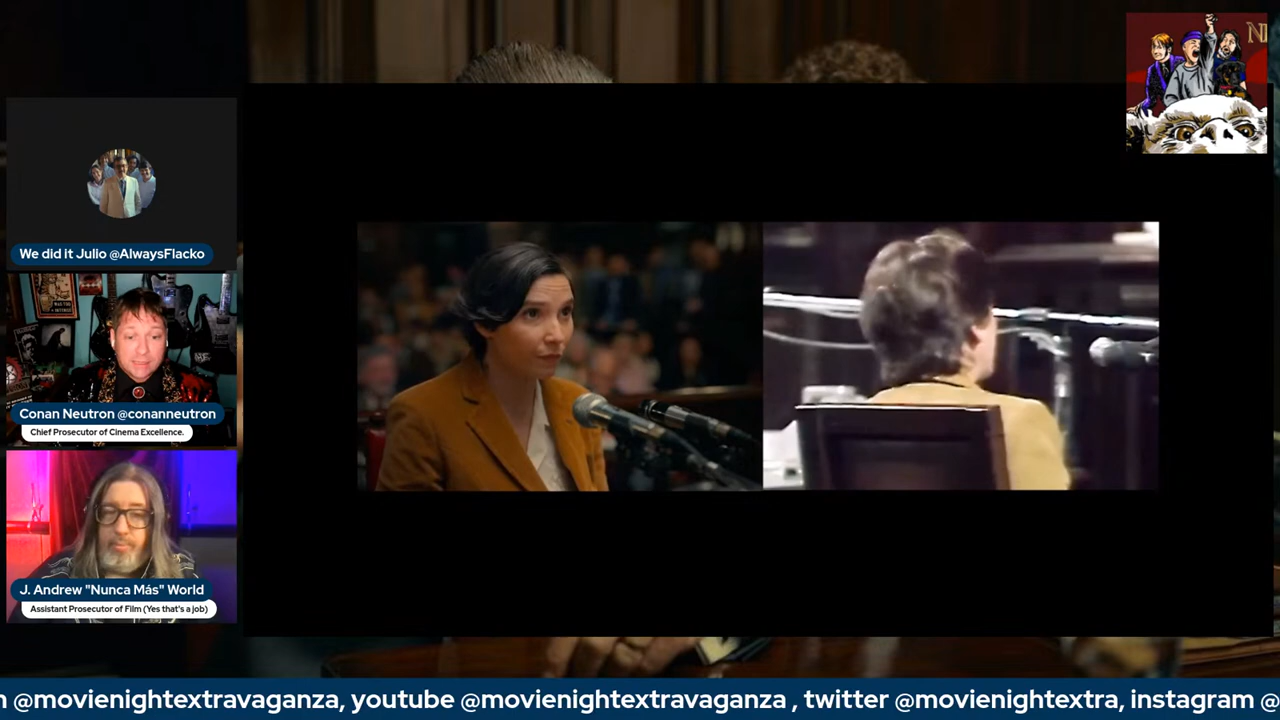 We did it Julio @AlwaysFlacko
Conan Neutron @conanneutron
Chief Prosecutor of Cinema Excellence.
J. Andrew "Nunca Más" World
Assistant Prosecutor of Film (Yes that's a job)
@movienightextravaganza, youtube @movienightextravaganza , twitter @movienightextra, instagram @